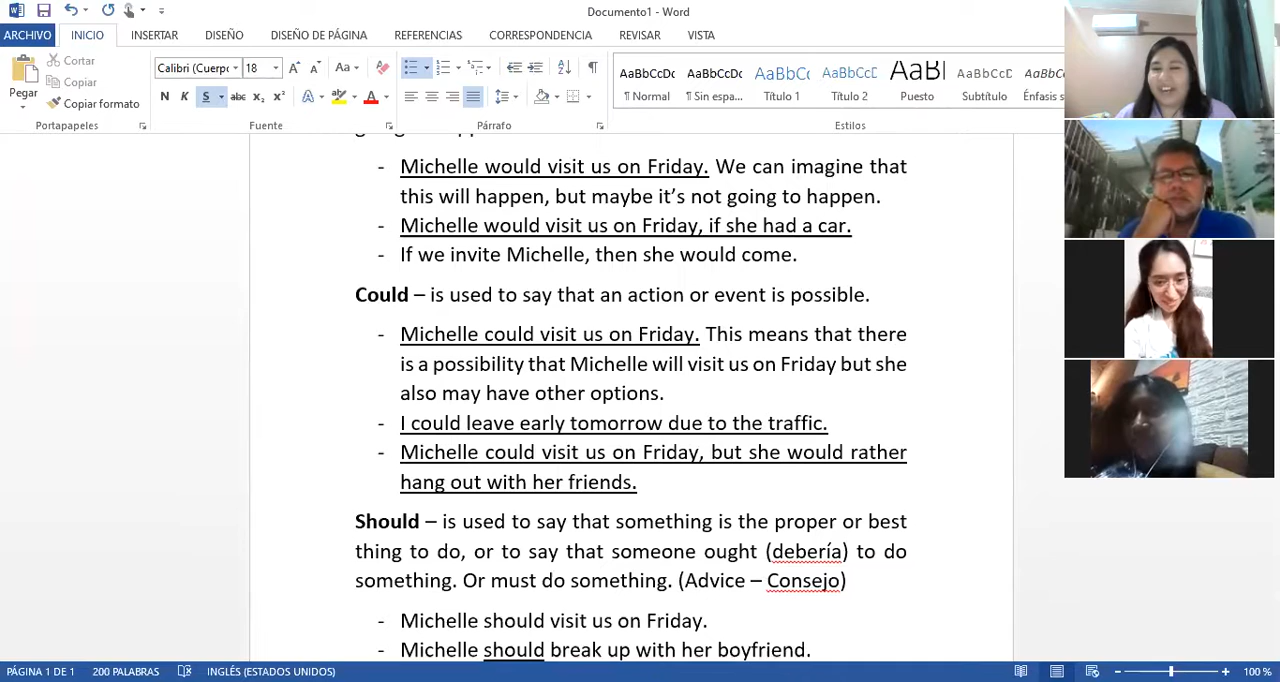 Documento1 - Word
ARCHIVO INICIO INSERTAR DISEÑO DISEÑO DE PÁGINA REFERENCIAS CORRESPONDENCIA REVISAR VISTA
Cortar
Copiar
Copiar formato
Pegar
Calibri (Cuerpo 18
N K S abc x₂ x² A
AaBbCcDc AaBbCcDc AaBbCc AaBbCcD AaBl AaBbCcD AaBbCcDc
¶ Normal ¶ Sin espa... Título 1 Título 2 Puesto Subtítulo Énfasis s
Portapapeles Fuente Párrafo Estilos
- Michelle would visit us on Friday. We can imagine that
this will happen, but maybe it’s not going to happen.
- Michelle would visit us on Friday, if she had a car.
- If we invite Michelle, then she would come.
Could – is used to say that an action or event is possible.
- Michelle could visit us on Friday. This means that there
is a possibility that Michelle will visit us on Friday but she
also may have other options.
- I could leave early tomorrow due to the traffic.
- Michelle could visit us on Friday, but she would rather
hang out with her friends.
Should – is used to say that something is the proper or best
thing to do, or to say that someone ought (debería) to do
something. Or must do something. (Advice – Consejo)
- Michelle should visit us on Friday.
- Michelle should break up with her boyfriend.
PÁGINA 1 DE 1 200 PALABRAS INGLÉS (ESTADOS UNIDOS) 100 %